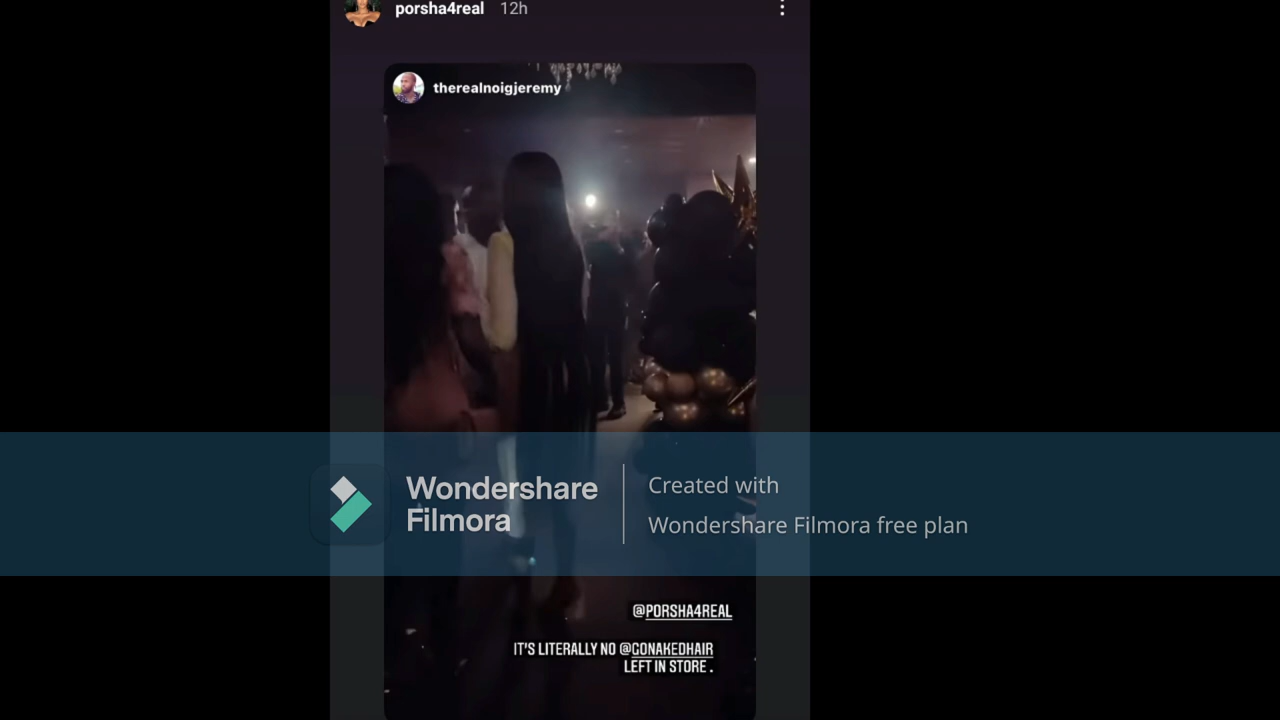 porsha4real 12h
therealnoigjeremy
Wondershare
Filmora
Created with
Wondershare Filmora free plan
@PORSHA4REAL
IT'S LITERALLY NO @GONAKEDHAIR
LEFT IN STORE .